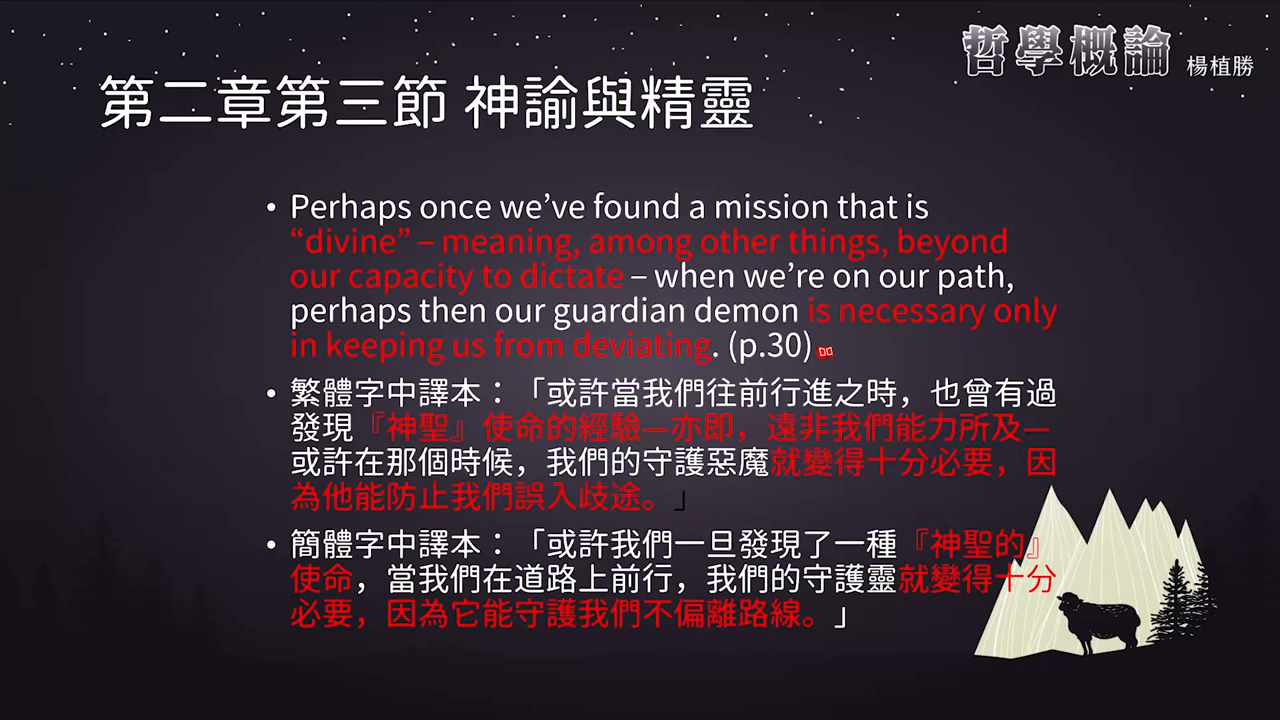 哲學概論 楊植勝
第二章第三節 神諭與精靈
• Perhaps once we’ve found a mission that is
“divine” – meaning, among other things, beyond
our capacity to dictate – when we’re on our path,
perhaps then our guardian demon is necessary only
in keeping us from deviating. (p.30)
• 繁體字中譯本：「或許當我們往前行進之時，也曾有過
發現『神聖』使命的經驗—亦即，遠非我們能力所及—
或許在那個時候，我們的守護惡魔就變得十分必要，因
為他能防止我們誤入歧途。」
• 簡體字中譯本：「或許我們一旦發現了一種『神聖的』
使命，當我們在道路上前行，我們的守護靈就變得十分
必要，因為它能守護我們不偏離路線。」